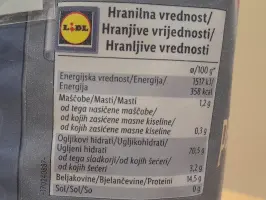 LIDL
Hranilna vrednost/
Hranjive vrijednosti/
Hranljive vrednosti
ø/100 g*
Energijska vrednost/Energija/
Energija
1517 kJ
358 kcal
Maščobe/Masti/Masti
1,2 g
od tega nasičene maščobe/
od kojih zasićene masne kiseline/
od kojih zasićene masne kiseline
0,3 g
Ogljikovi hidrati/Ugljikohidrati/
Ugljeni hidrati
70,5 g
od tega sladkorji/od kojih šećeri/
od kojih šećeri
3,2 g
Beljakovine/Bjelančevine/Proteini
14,5 g
Sol/Sol/So
0 g